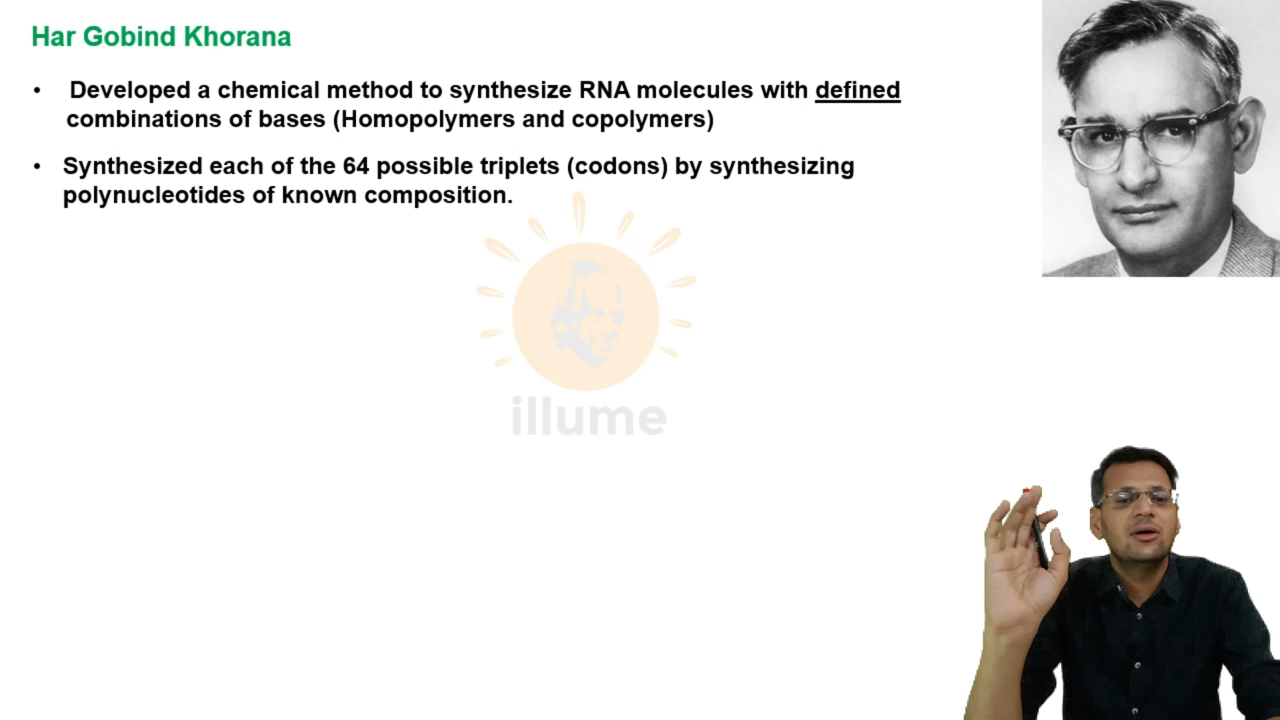 Har Gobind Khorana
• Developed a chemical method to synthesize RNA molecules with defined
combinations of bases (Homopolymers and copolymers)
• Synthesized each of the 64 possible triplets (codons) by synthesizing
polynucleotides of known composition.
illume